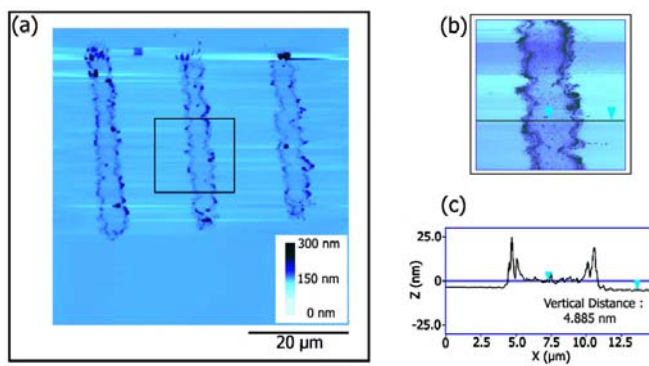 (a)
300 nm
150 nm
0 nm
20 μm
(b)
(c)
25.0
0
-25.0
Z (nm)
Vertical Distance :
4.885 nm
0 2.5 5.0 7.5 10.0 12.5
X (μm)